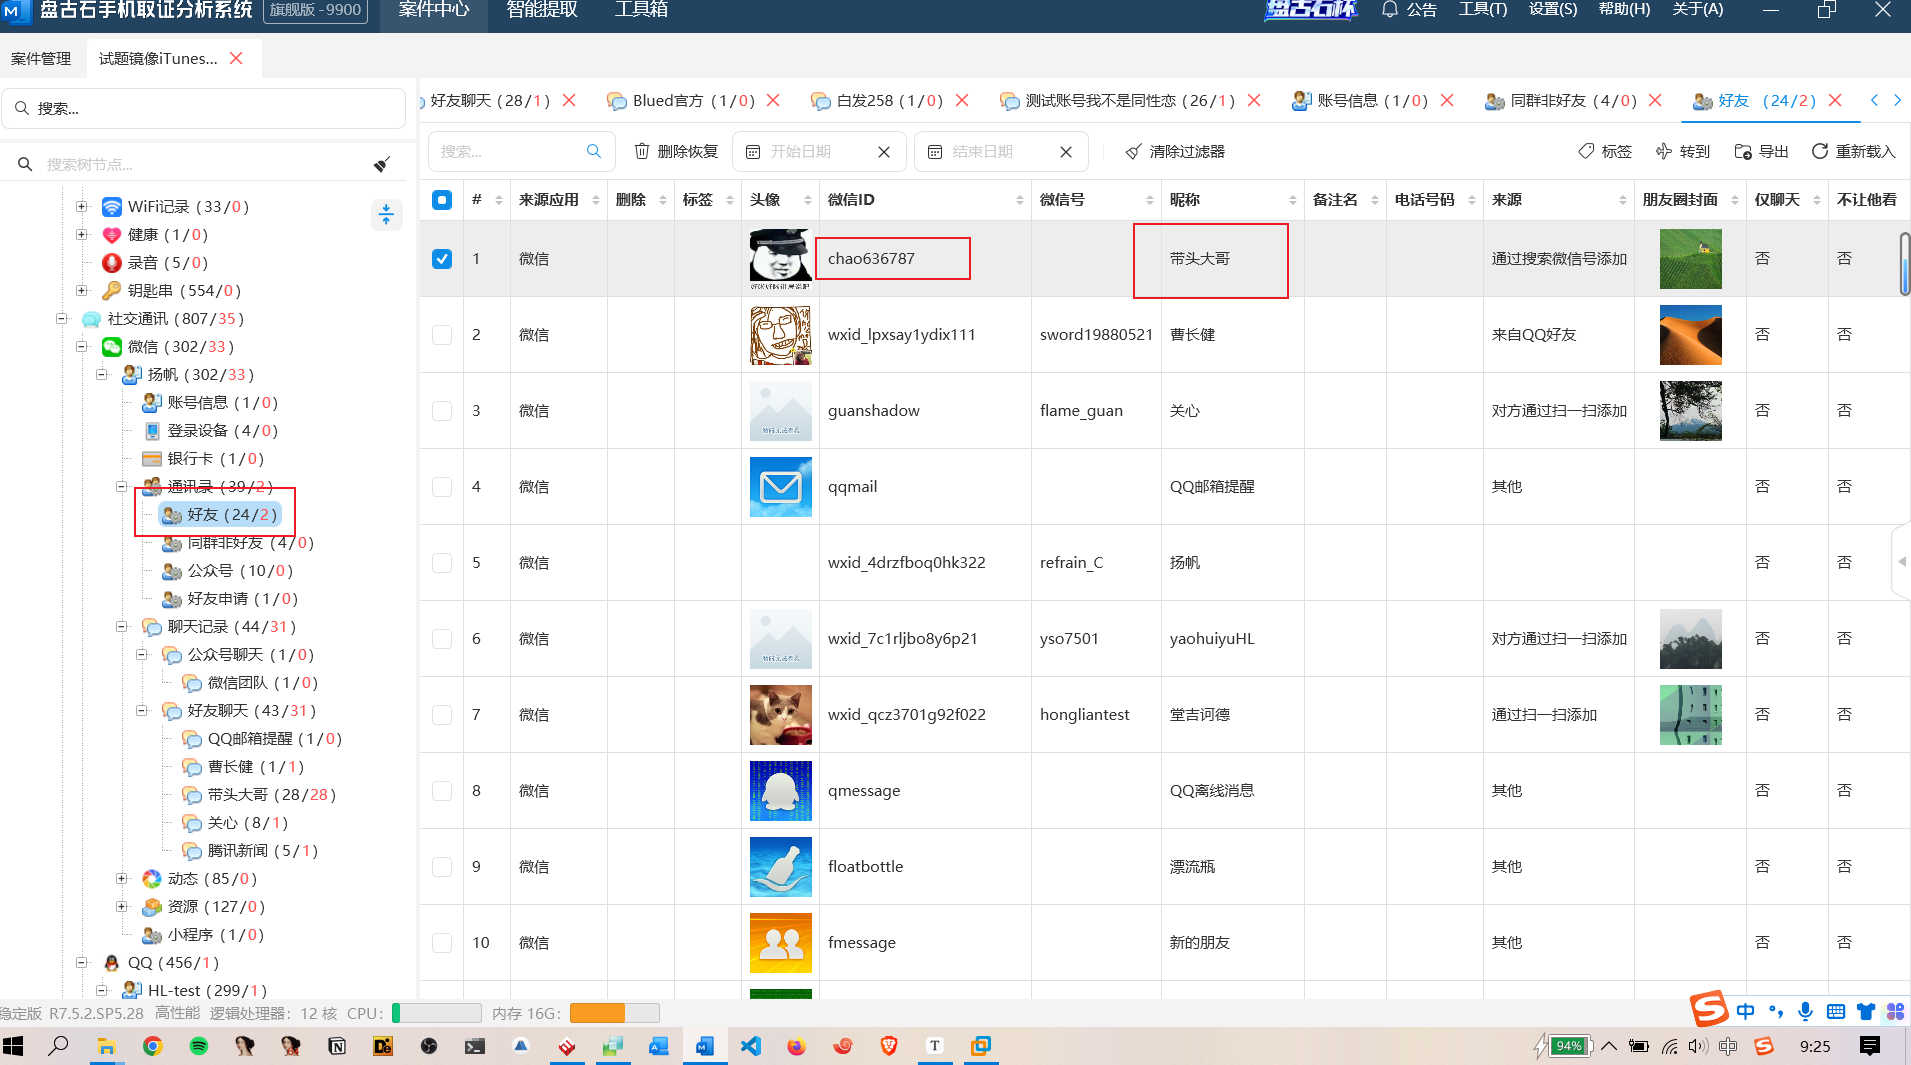 盘古石手机取证分析系统 旗舰版 - 9900 案件中心 智能提取 工具箱 盘古石杯 公告 工具(T) 设置(S) 帮助(H) 关于(A)
案件管理 试题镜像iTunes...
搜索...
好友聊天 (28/1) Blued官方 (1/0) 白发258 (1/0) 测试账号我不是同性恋 (26/1) 账号信息 (1/0) 同群非好友 (4/0) 好友 (24/2)
搜索... 删除恢复 开始日期 结束日期 清除过滤器 标签 转到 导出 重新载入
搜索树节点...
WiFi记录 (33/0)
健康 (1/0)
录音 (5/0)
钥匙串 (554/0)
社交通讯 (807/35)
微信 (302/33)
扬帆 (302/33)
账号信息 (1/0)
登录设备 (4/0)
银行卡 (1/0)
通讯录 (39/2)
好友 (24/2)
同群非好友 (4/0)
公众号 (10/0)
好友申请 (1/0)
聊天记录 (44/31)
公众号聊天 (1/0)
微信团队 (1/0)
好友聊天 (43/31)
QQ邮箱提醒 (1/0)
曹长健 (1/1)
带头大哥 (28/28)
关心 (8/1)
腾讯新闻 (5/1)
动态 (85/0)
资源 (127/0)
小程序 (1/0)
QQ (456/1)
HL-test (299/1)
# 来源应用 删除 标签 头像 微信ID 微信号 昵称 备注名 电话号码 来源 朋友圈封面 仅聊天 不让他看
1 微信 chao636787 带头大哥 通过搜索微信号添加 否 否
2 微信 wxid_lpxsay1ydix111 sword19880521 曹长健 来自QQ好友 否 否
3 微信 guanshadow flame_guan 关心 对方通过扫一扫添加 否 否
4 微信 qqmail QQ邮箱提醒 其他 否 否
5 微信 wxid_4drzfboq0hk322 refrain_C 扬帆 否 否
6 微信 wxid_7c1rljbo8y6p21 yso7501 yaohuiyuHL 对方通过扫一扫添加 否 否
7 微信 wxid_qcz3701g92f022 hongliantest 堂吉诃德 通过扫一扫添加 否 否
8 微信 qmessage QQ离线消息 其他 否 否
9 微信 floatbottle 漂流瓶 其他 否 否
10 微信 fmessage 新的朋友 其他 否 否
稳定版 R7.5.2.SP5.28 高性能 逻辑处理器: 12 核 CPU: 内存 16G: 中
94% 中 9:25